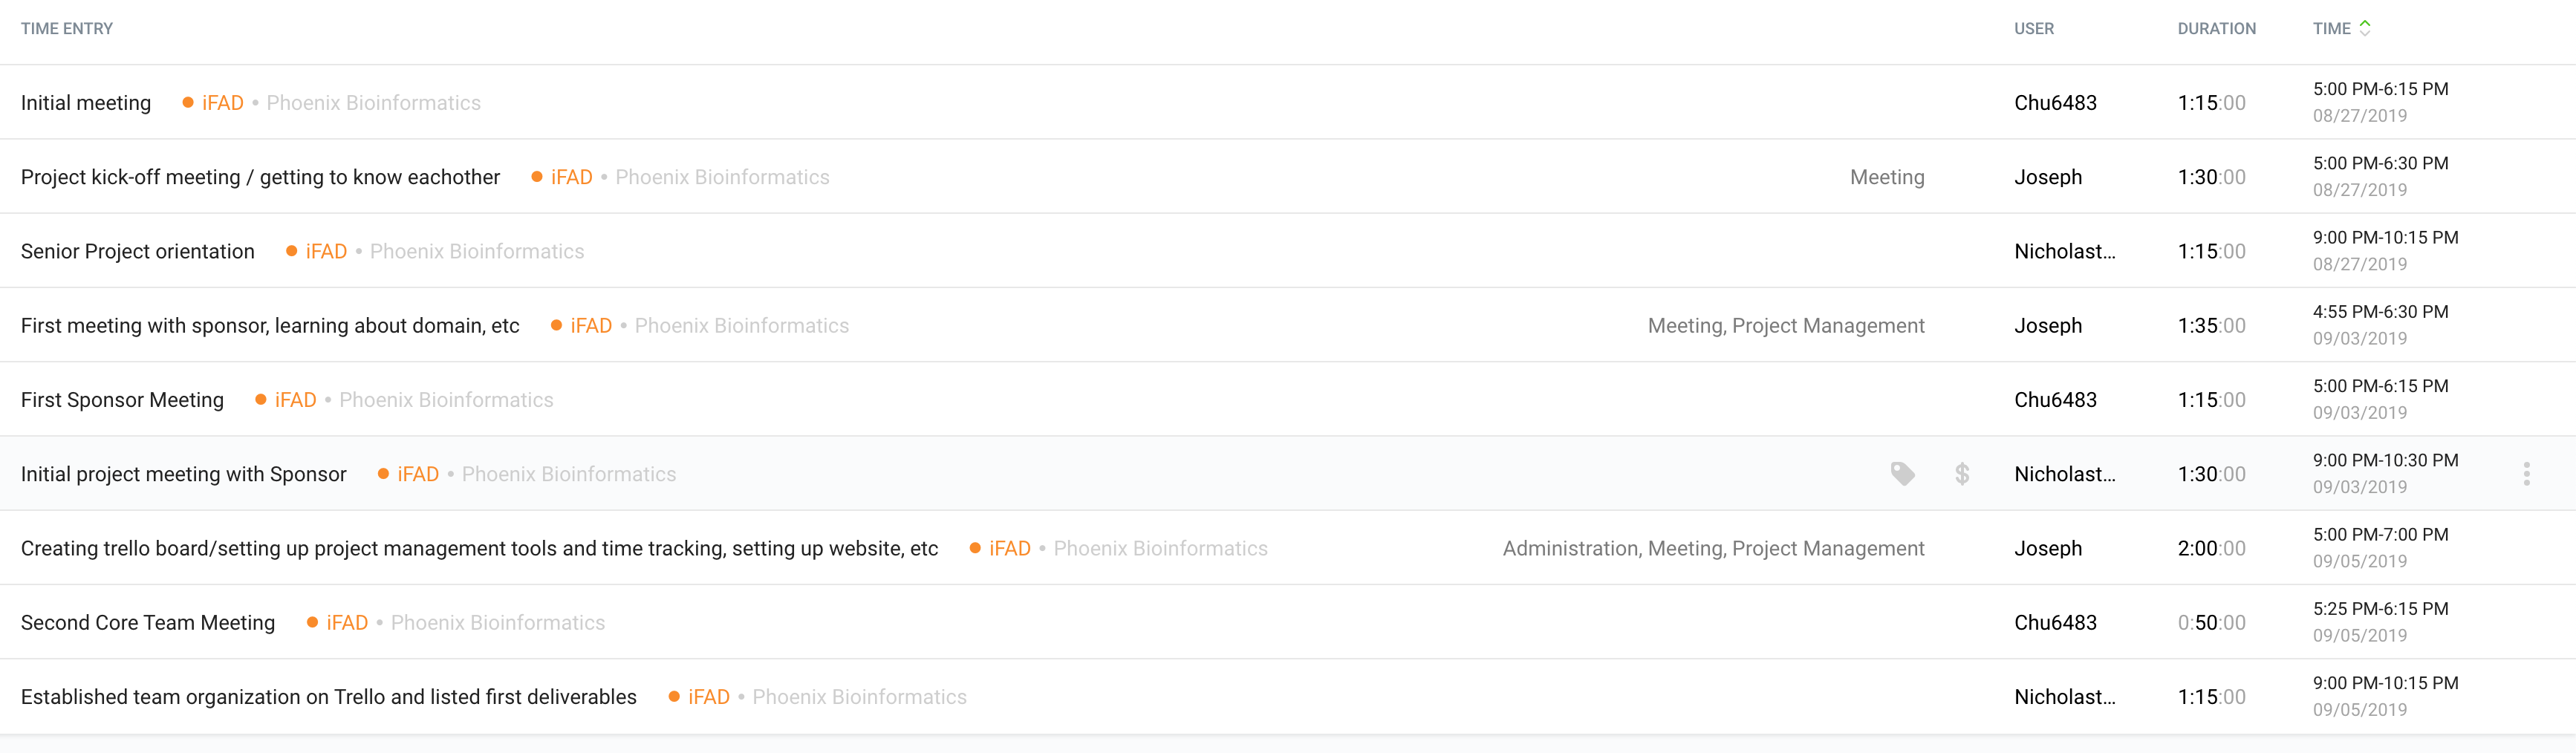 TIME ENTRY USER DURATION TIME
Initial meeting • iFAD • Phoenix Bioinformatics Chu6483 1:15:00 5:00 PM-6:15 PM
08/27/2019
Project kick-off meeting / getting to know eachother • iFAD • Phoenix Bioinformatics Meeting Joseph 1:30:00 5:00 PM-6:30 PM
08/27/2019
Senior Project orientation • iFAD • Phoenix Bioinformatics Nicholast... 1:15:00 9:00 PM-10:15 PM
08/27/2019
First meeting with sponsor, learning about domain, etc • iFAD • Phoenix Bioinformatics Meeting, Project Management Joseph 1:35:00 4:55 PM-6:30 PM
09/03/2019
First Sponsor Meeting • iFAD • Phoenix Bioinformatics Chu6483 1:15:00 5:00 PM-6:15 PM
09/03/2019
Initial project meeting with Sponsor • iFAD • Phoenix Bioinformatics $ Nicholast... 1:30:00 9:00 PM-10:30 PM
09/03/2019
Creating trello board/setting up project management tools and time tracking, setting up website, etc • iFAD • Phoenix Bioinformatics Administration, Meeting, Project Management Joseph 2:00:00 5:00 PM-7:00 PM
09/05/2019
Second Core Team Meeting • iFAD • Phoenix Bioinformatics Chu6483 0:50:00 5:25 PM-6:15 PM
09/05/2019
Established team organization on Trello and listed first deliverables • iFAD • Phoenix Bioinformatics Nicholast... 1:15:00 9:00 PM-10:15 PM
09/05/2019